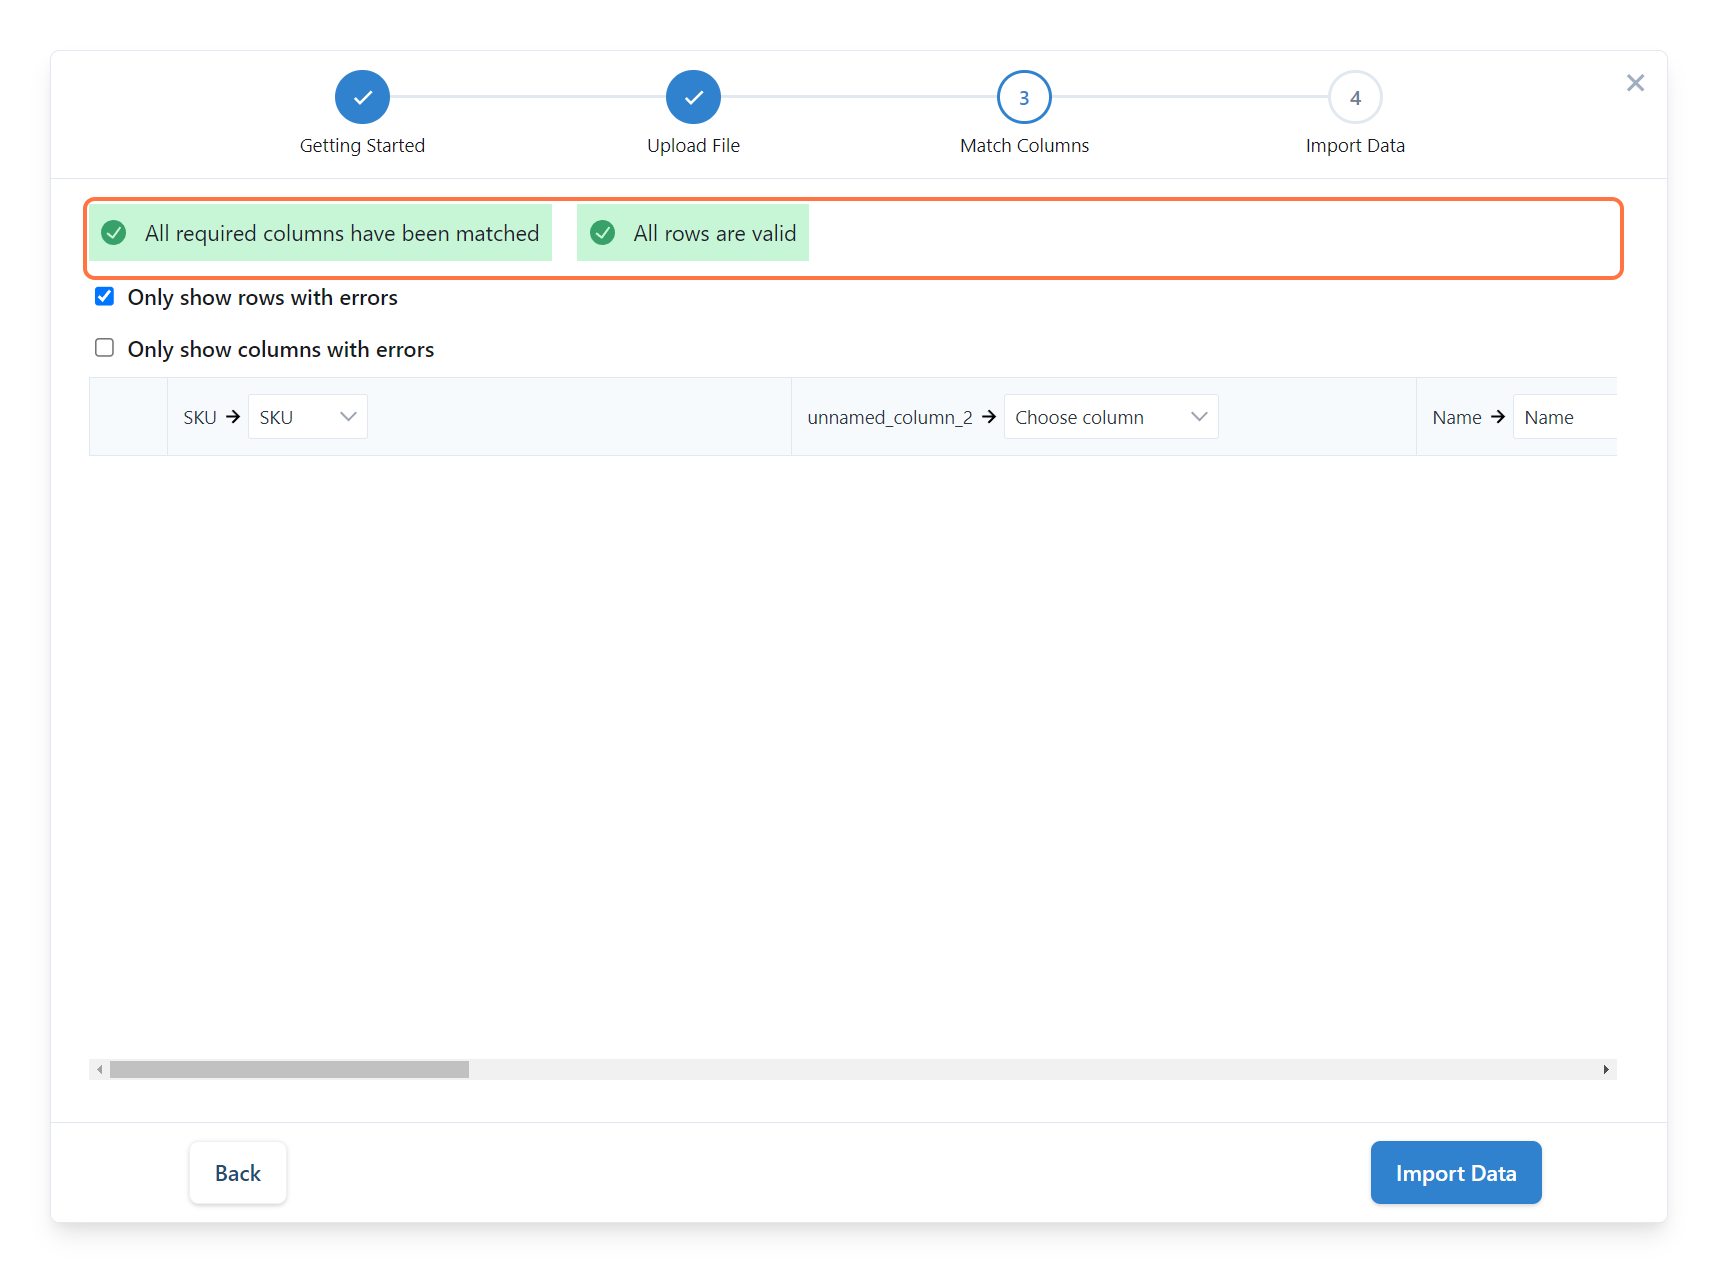 3
4
Getting Started
Upload File
Match Columns
Import Data
All required columns have been matched
All rows are valid
Only show rows with errors
Only show columns with errors
SKU → SKU
unnamed_column_2 → Choose column
Name → Name
Back
Import Data